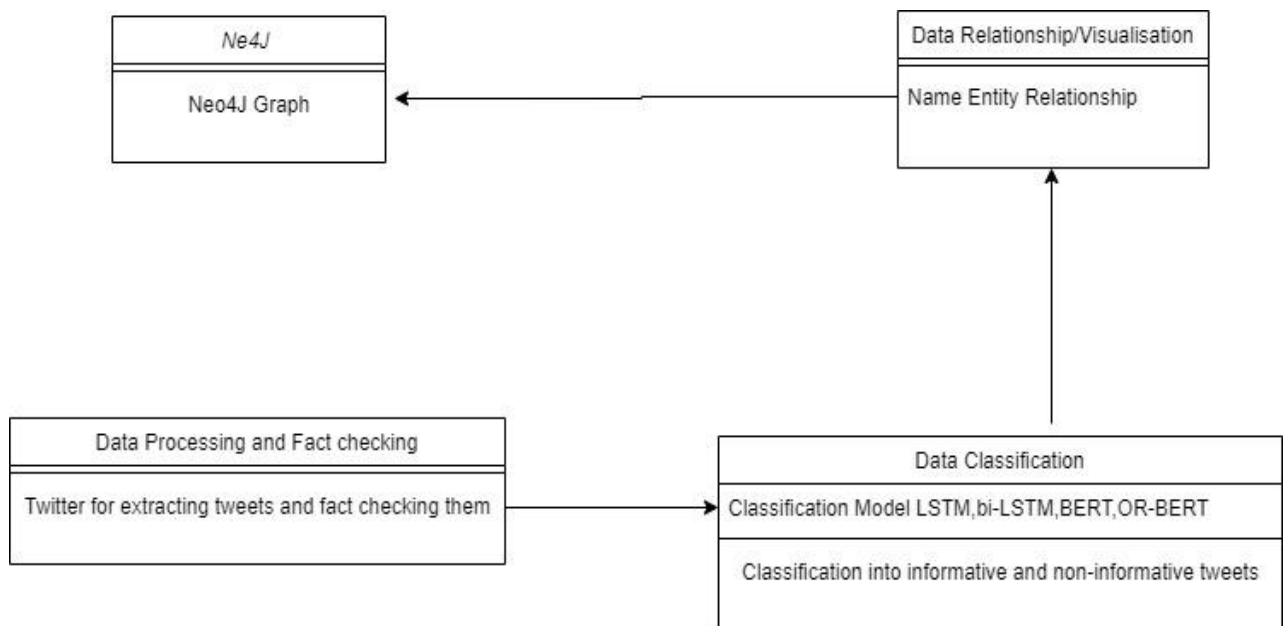 Ne4J
Neo4J Graph
Data Relationship/Visualisation
Name Entity Relationship
Data Processing and Fact checking
Twitter for extracting tweets and fact checking them
Data Classification
Classification Model LSTM,bi-LSTM,BERT,OR-BERT
Classification into informative and non-informative tweets